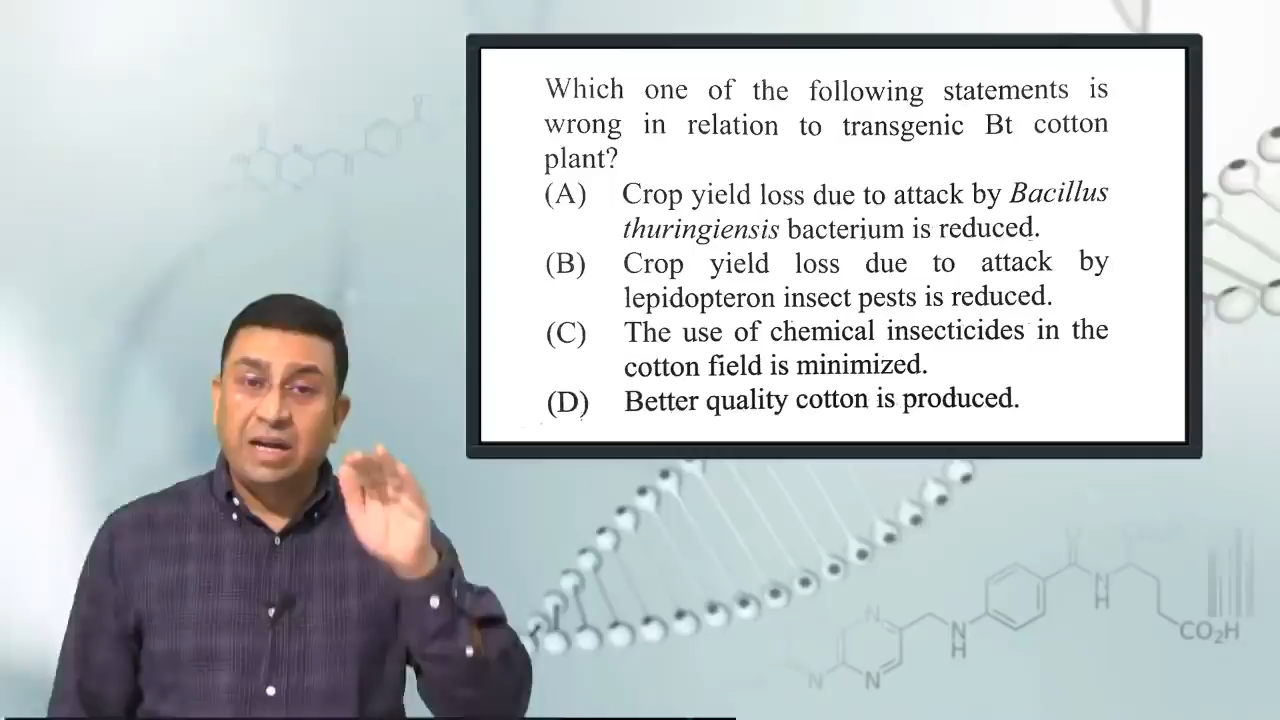 Which one of the following statements is
wrong in relation to transgenic Bt cotton
plant?
(A) Crop yield loss due to attack by Bacillus
thuringiensis bacterium is reduced.
(B) Crop yield loss due to attack by
lepidopteron insect pests is reduced.
(C) The use of chemical insecticides in the
cotton field is minimized.
(D) Better quality cotton is produced.
N
N
N
H
N
H
CO₂H